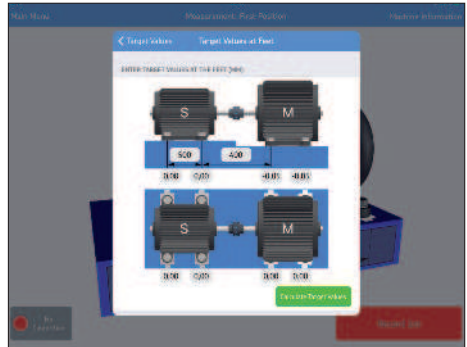 Main Menu Measurement: Foot Position Machine Information
Target Values Target Values at Feet
ENTER TARGET VALUES AT THE FEET (MM)
S M
500 400
0,00 0,00 -0.05 -0.05
S M
0,00 0,00 0,00 0,00
Calculate Target values